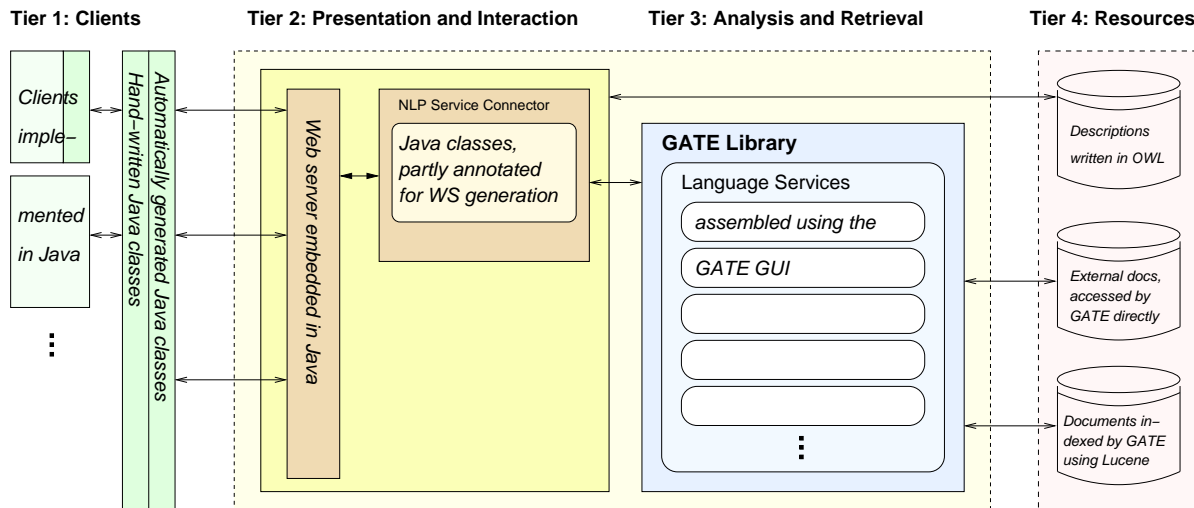 Tier 1: Clients
Tier 2: Presentation and Interaction
Tier 3: Analysis and Retrieval
Tier 4: Resources
Clients
imple−
mented
in Java
Hand−written Java classes
Automatically generated Java classes
Web server embedded in Java
NLP Service Connector
Java classes,
partly annotated
for WS generation
GATE Library
Language Services
assembled using the
GATE GUI
Descriptions
written in OWL
External docs,
accessed by
GATE directly
Documents in−
dexed by GATE
using Lucene